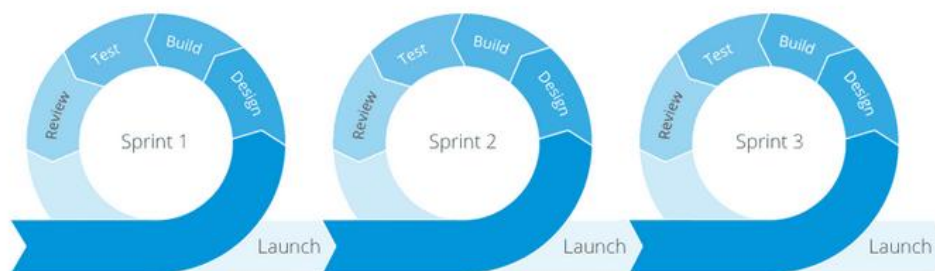 Test
Build
Design
Review
Sprint 1
Launch
Test
Build
Design
Review
Sprint 2
Launch
Test
Build
Design
Review
Sprint 3
Launch